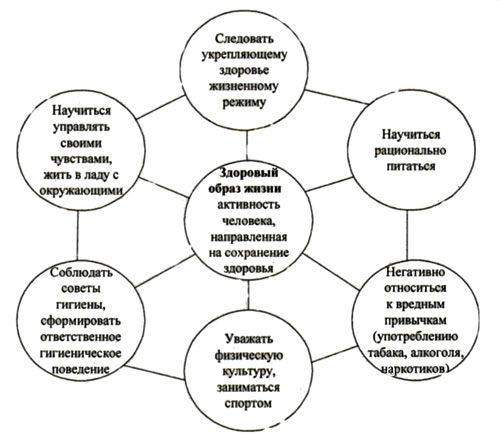 Следовать
укрепляющему
здоровье
жизненному
режиму
Научиться
управлять
своими
чувствами,
жить в ладу с
окружающими
Научиться
рационально
питаться
Здоровый
образ жизни
активность
человека,
направленная
на сохранение
здоровья
Соблюдать
советы
гигиены,
сформировать
ответственное
гигиеническое
поведение
Негативно
относиться
к вредным
привычкам
(употреблению
табака, алкоголя,
наркотиков)
Уважать
физическую
культуру,
заниматься
спортом